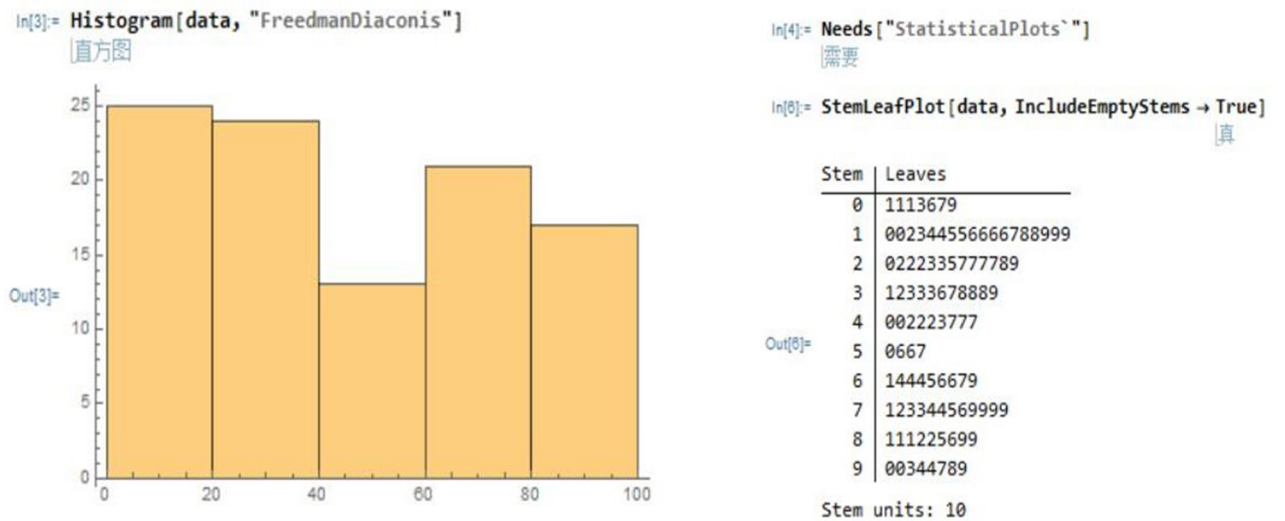 In[3]:= Histogram[data, "FreedmanDiaconis"]
直方图
25
20
15
10
5
0
Out[3]=
0 20 40 60 80 100
In[4]:= Needs["StatisticalPlots`"]
需要
In[6]:= StemLeafPlot[data, IncludeEmptyStems → True]
真
Stem Leaves
0 1113679
1 002344556666788999
2 0222335777789
3 12333678889
4 002223777
5 0667
6 144456679
7 123344569999
8 111225699
9 00344789
Out[6]=
Stem units: 10